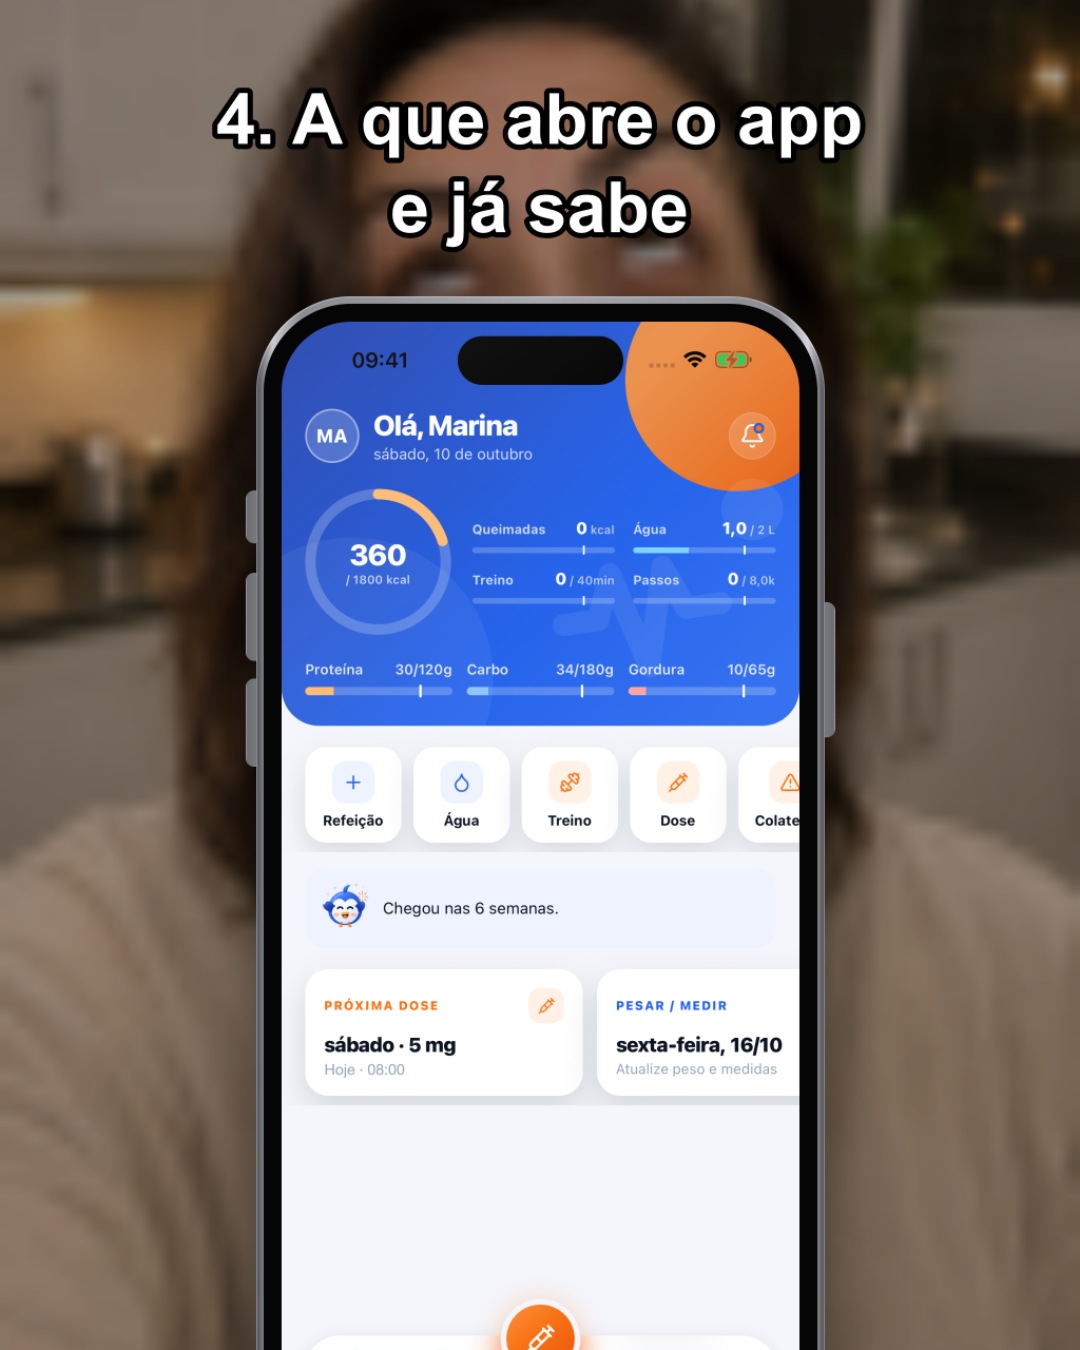 4. A que abre o app
e já sabe
09:41
MA
Olá, Marina
sábado, 10 de outubro
360
/ 1800 kcal
Queimadas 0 kcal
Água 1,0 / 2 L
Treino 0 / 40min
Passos 0 / 8,0k
Proteína 30/120g
Carbo 34/180g
Gordura 10/65g
Refeição
Água
Treino
Dose
Colate
Chegou nas 6 semanas.
PRÓXIMA DOSE
sábado · 5 mg
Hoje · 08:00
PESAR / MEDIR
sexta-feira, 16/10
Atualize peso e medidas